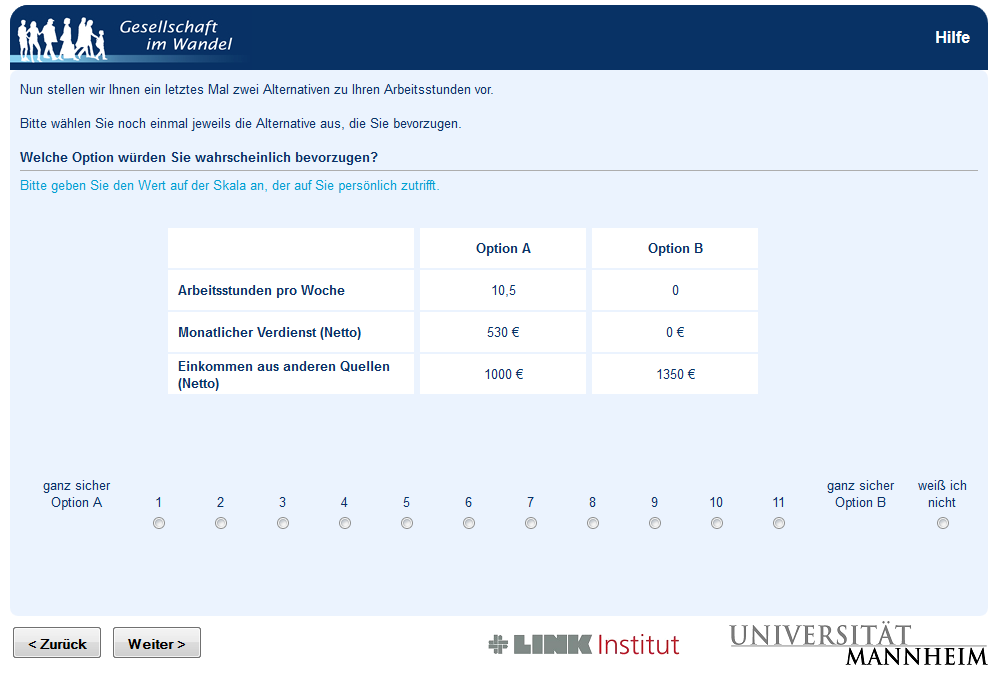 Gesellschaft
im Wandel
Hilfe
Nun stellen wir Ihnen ein letztes Mal zwei Alternativen zu Ihren Arbeitsstunden vor.
Bitte wählen Sie noch einmal jeweils die Alternative aus, die Sie bevorzugen.
Welche Option würden Sie wahrscheinlich bevorzugen?
Bitte geben Sie den Wert auf der Skala an, der auf Sie persönlich zutrifft.
Option A Option B
Arbeitsstunden pro Woche 10,5 0
Monatlicher Verdienst (Netto) 530 € 0 €
Einkommen aus anderen Quellen
(Netto) 1000 € 1350 €
ganz sicher ganz sicher weiß ich
Option A 1 2 3 4 5 6 7 8 9 10 11 Option B nicht
< Zurück Weiter >
LINK Institut
UNIVERSITÄT
MANNHEIM